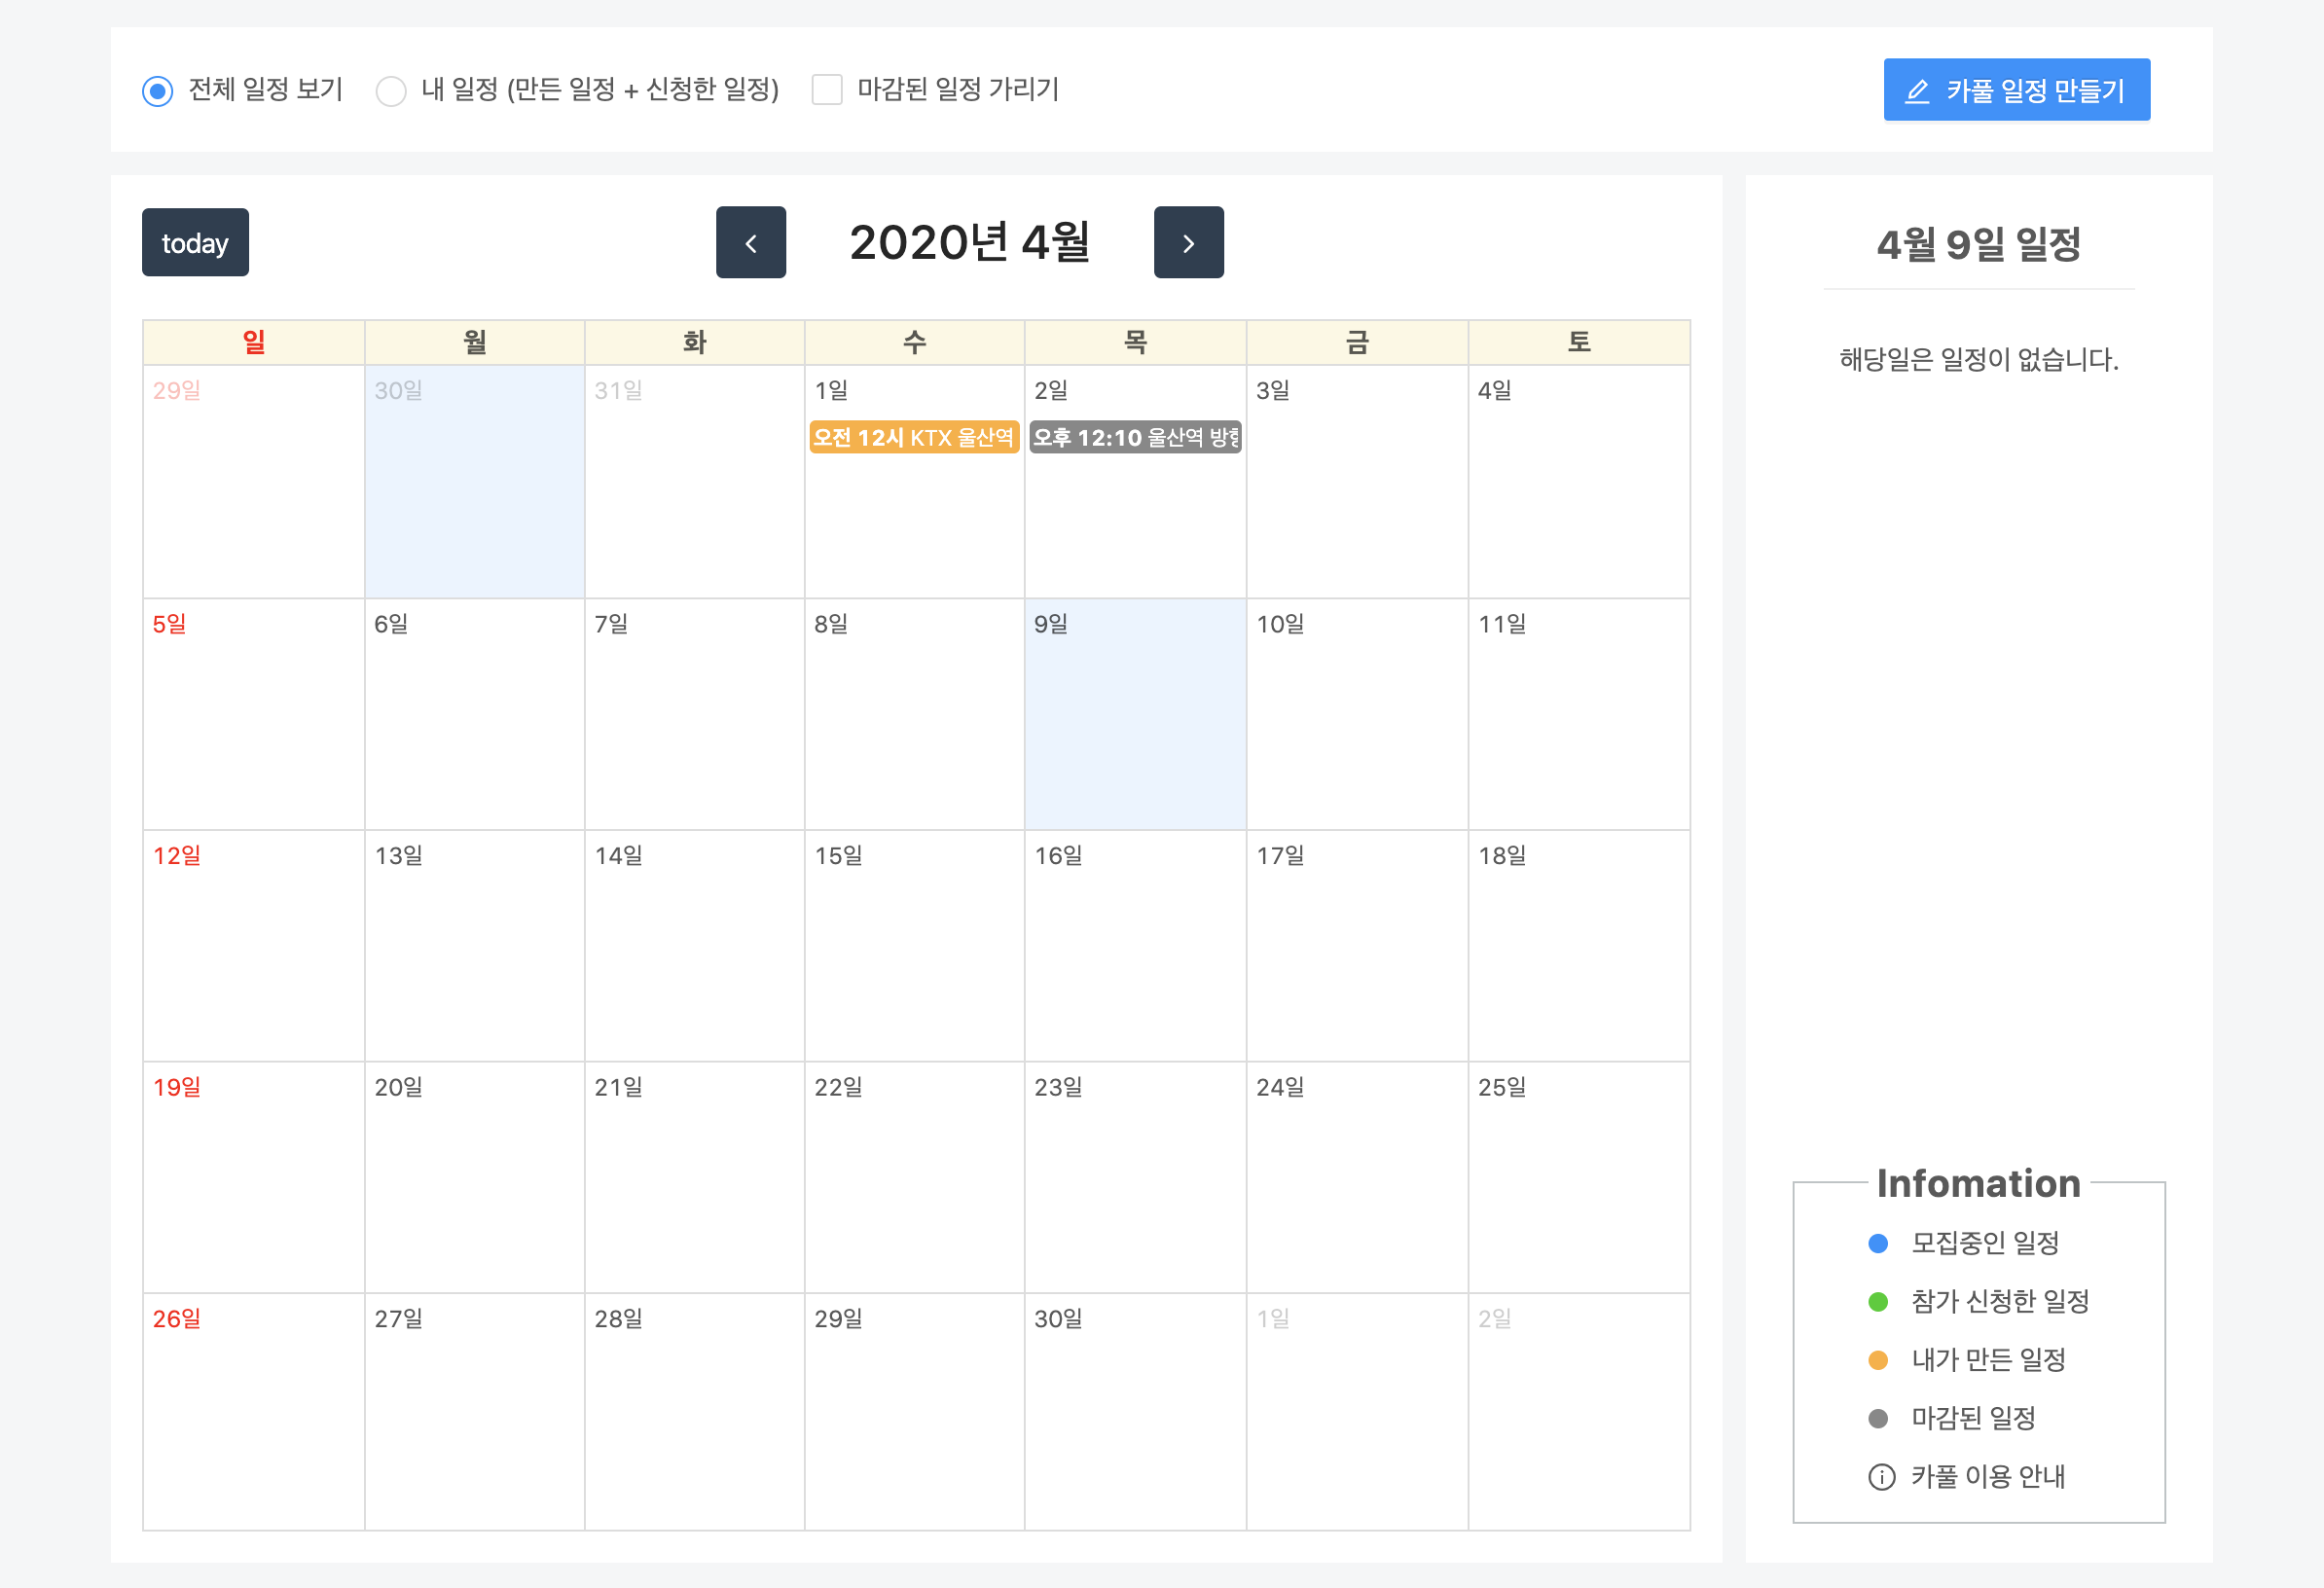 전체 일정 보기 내 일정 (만든 일정 + 신청한 일정) 마감된 일정 가리기 카풀 일정 만들기
today 2020년 4월
일 월 화 수 목 금 토
29일 30일 31일 1일 2일 3일 4일
오전 12시 KTX 울산역 오후 12:10 울산역
5일 6일 7일 8일 9일 10일 11일
12일 13일 14일 15일 16일 17일 18일
19일 20일 21일 22일 23일 24일 25일
26일 27일 28일 29일 30일 1일 2일
4월 9일 일정
해당일은 일정이 없습니다.
Infomation
모집중인 일정
참가 신청한 일정
내가 만든 일정
마감된 일정
카풀 이용 안내